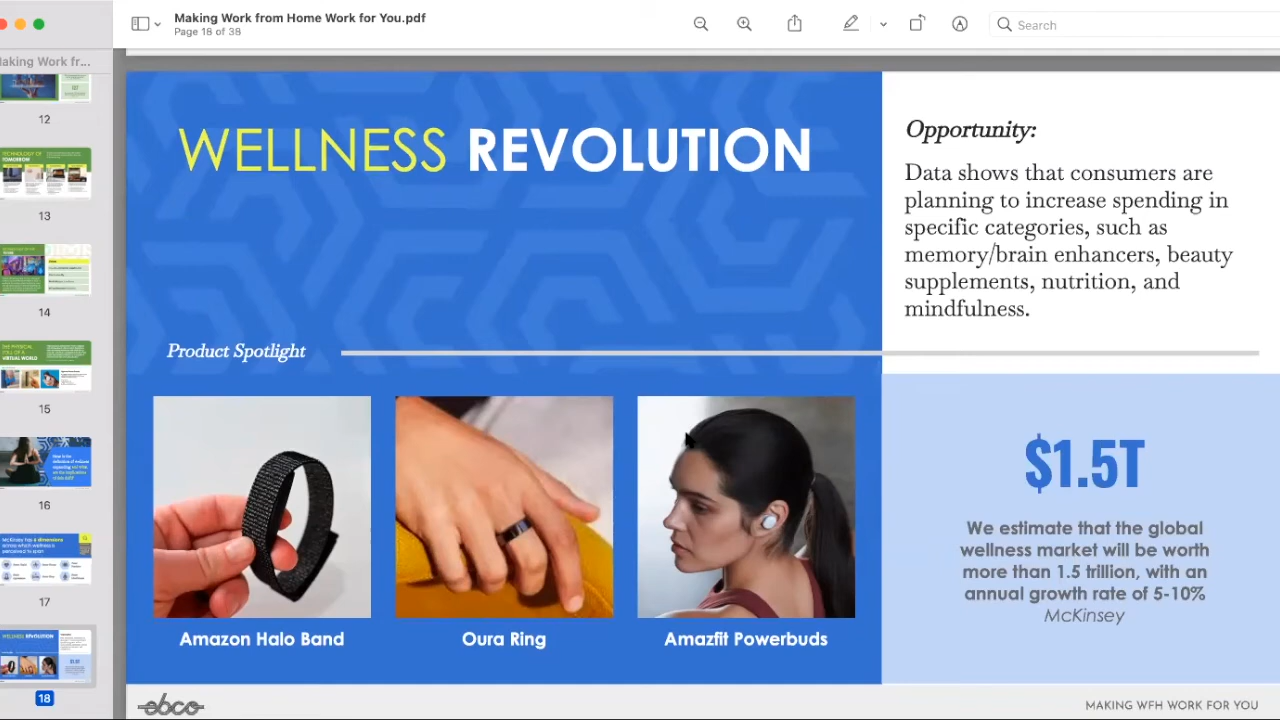 Making Work from Home Work for You.pdf
Page 18 of 38
Search
laking Work fr...
12
13
14
15
16
17
18
WELLNESS REVOLUTION
Opportunity:
Data shows that consumers are
planning to increase spending in
specific categories, such as
memory/brain enhancers, beauty
supplements, nutrition, and
mindfulness.
Product Spotlight
Amazon Halo Band
Oura Ring
Amazfit Powerbuds
$1.5T
We estimate that the global
wellness market will be worth
more than 1.5 trillion, with an
annual growth rate of 5-10%
McKinsey
ebco
MAKING WFH WORK FOR YOU